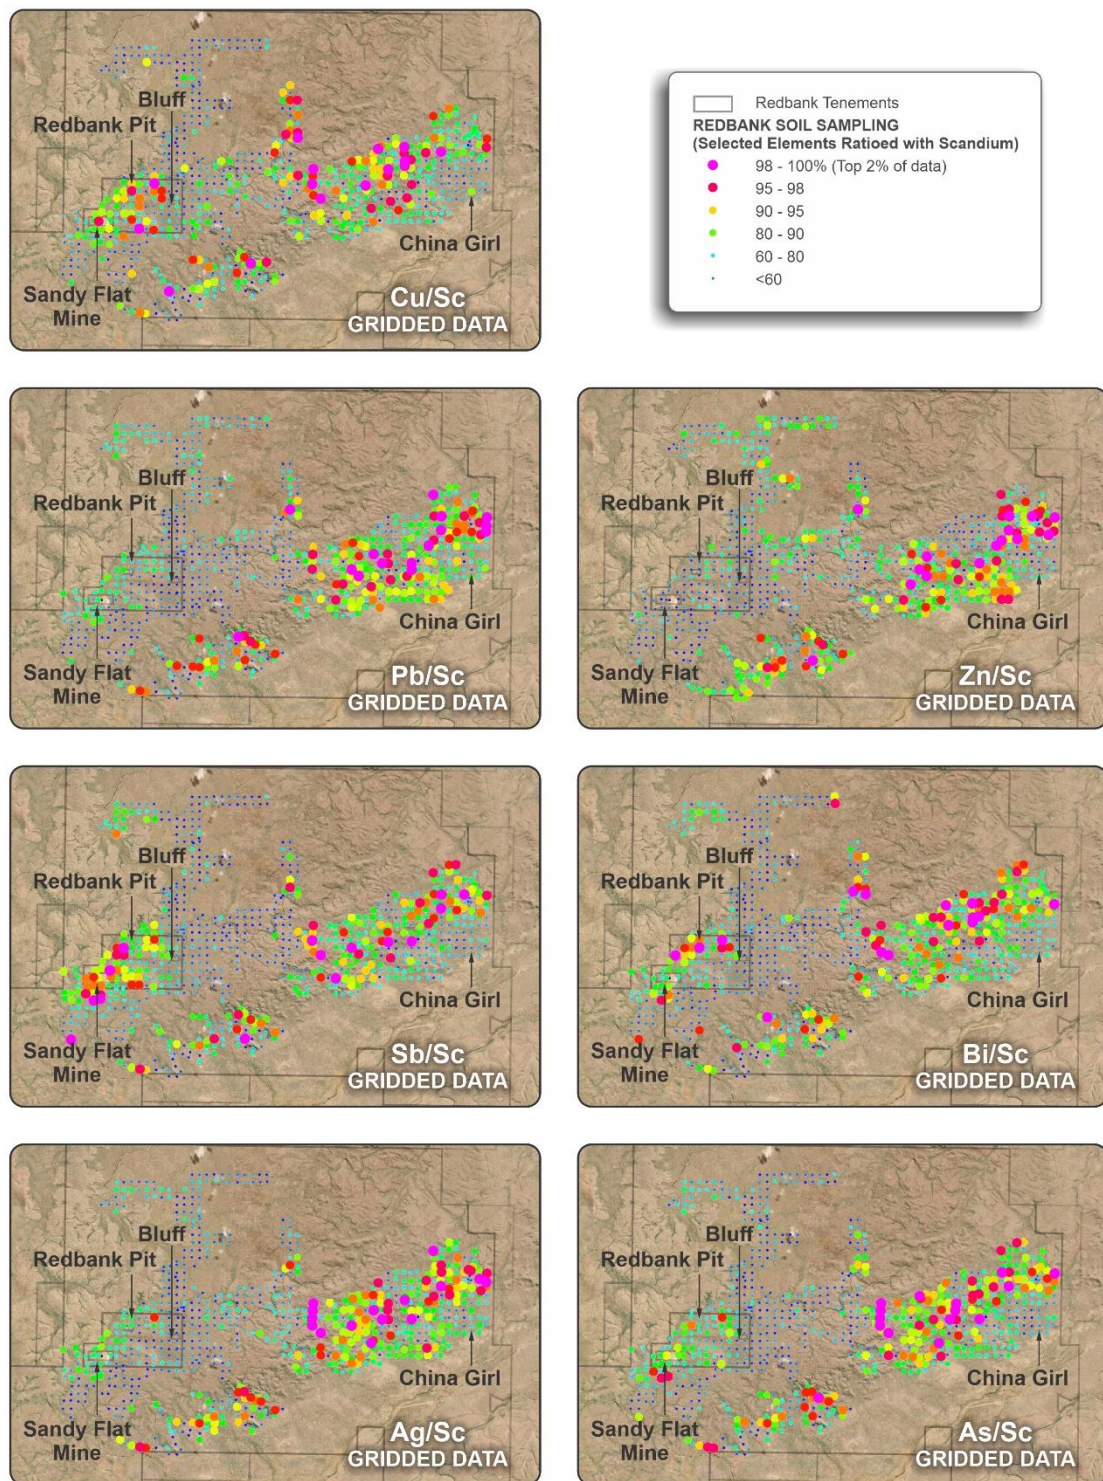 Bluff
Redbank Pit
China Girl
Sandy Flat
Mine
Cu/Sc
GRIDDED DATA
Redbank Tenements
REDBANK SOIL SAMPLING
(Selected Elements Ratioed with Scandium)
98 - 100% (Top 2% of data)
95 - 98
90 - 95
80 - 90
60 - 80
<60
Bluff
Redbank Pit
China Girl
Sandy Flat
Mine
Pb/Sc
GRIDDED DATA
Bluff
Redbank Pit
China Girl
Sandy Flat
Mine
Zn/Sc
GRIDDED DATA
Bluff
Redbank Pit
China Girl
Sandy Flat
Mine
Sb/Sc
GRIDDED DATA
Bluff
Redbank Pit
China Girl
Sandy Flat
Mine
Bi/Sc
GRIDDED DATA
Bluff
Redbank Pit
China Girl
Sandy Flat
Mine
Ag/Sc
GRIDDED DATA
Bluff
Redbank Pit
China Girl
Sandy Flat
Mine
As/Sc
GRIDDED DATA